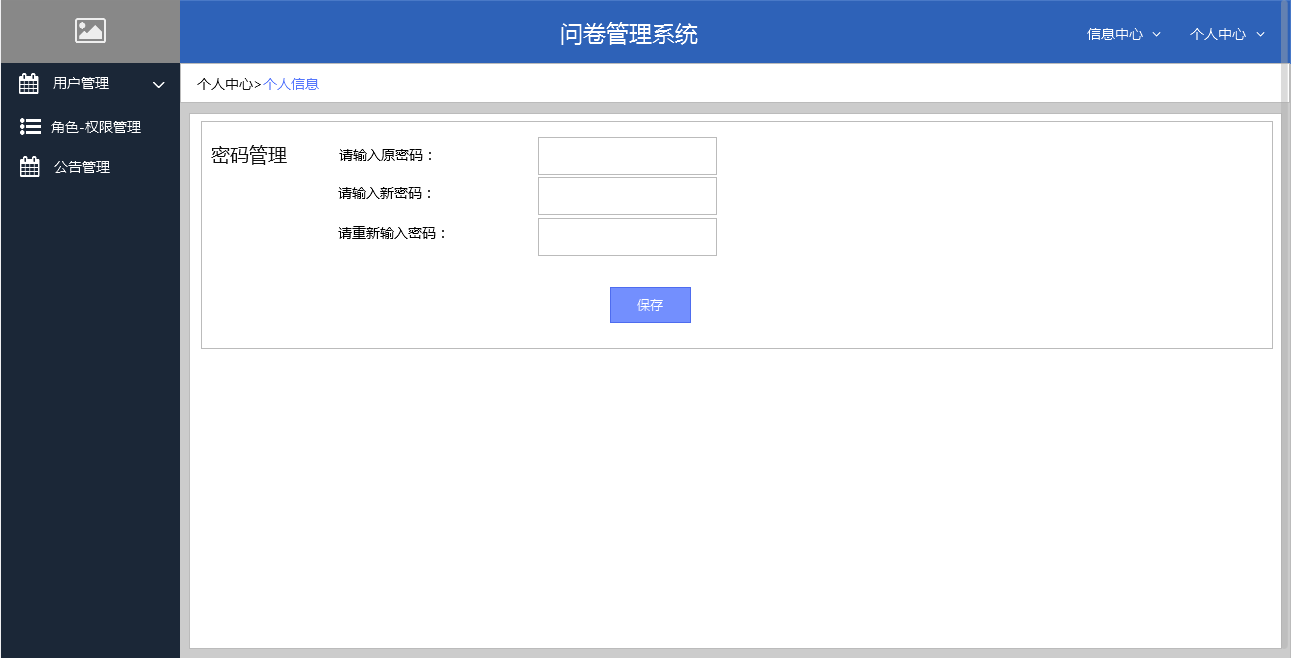 问卷管理系统
信息中心
个人中心
用户管理
个人中心>个人信息
角色-权限管理
公告管理
密码管理
请输入原密码：
请输入新密码：
请重新输入密码：
保存